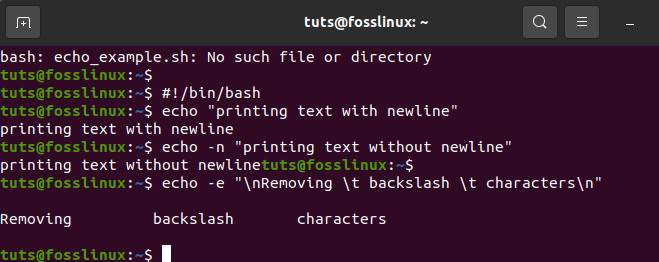 tuts@fosslinux: ~
bash: echo_example.sh: No such file or directory
tuts@fosslinux:~$
tuts@fosslinux:~$ #!/bin/bash
tuts@fosslinux:~$ echo "printing text with newline"
printing text with newline
tuts@fosslinux:~$ echo -n "printing text without newline"
printing text without newlinetuts@fosslinux:~$
tuts@fosslinux:~$ echo -e "\nRemoving \t backslash \t characters\n"
Removing         backslash       characters
tuts@fosslinux:~$